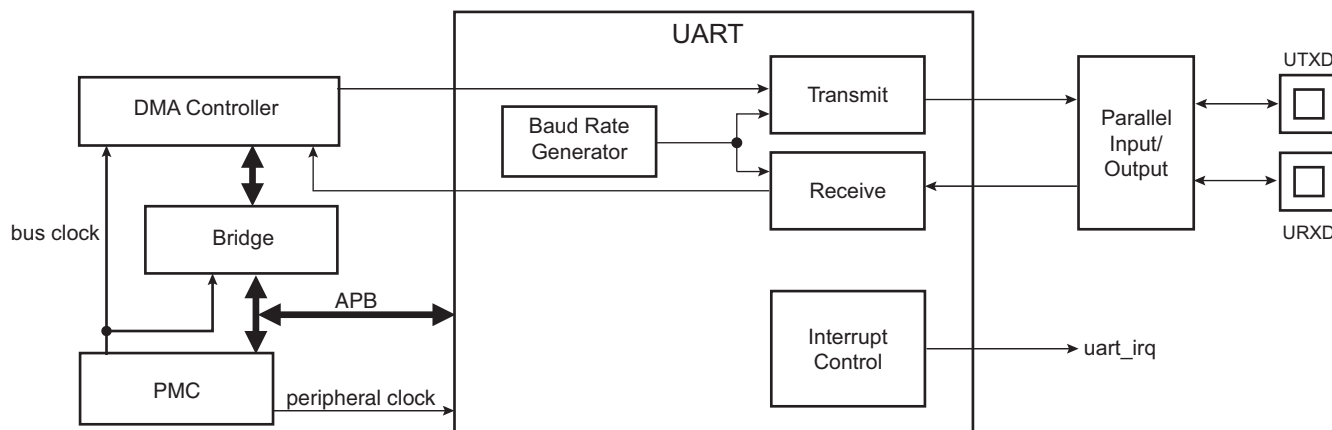 UART
UTXD
DMA Controller
Transmit
Baud Rate
Generator
Parallel
Input/
Output
Receive
bus clock
Bridge
URXD
APB
Interrupt
Control
uart_irq
PMC
peripheral clock